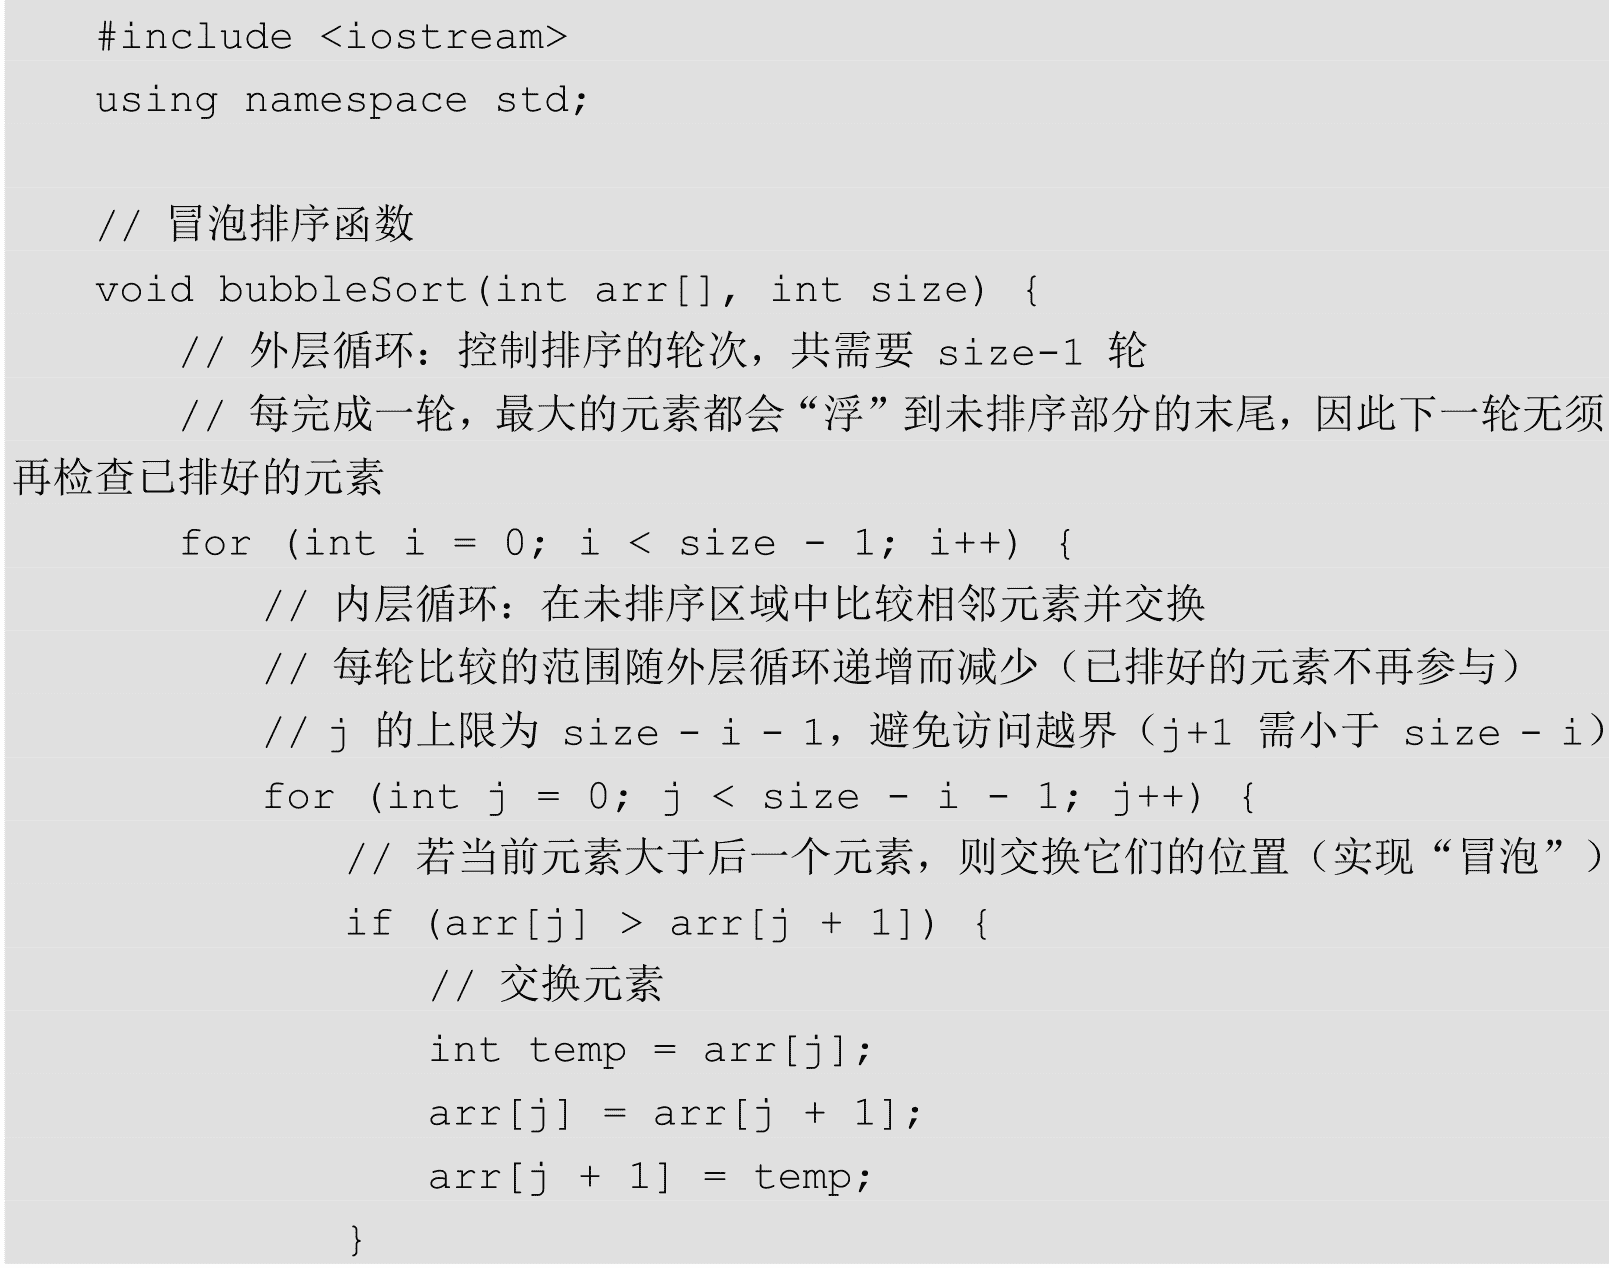 #include <iostream>
using namespace std;
// 冒泡排序函数
void bubbleSort(int arr[], int size) {
// 外层循环：控制排序的轮次，共需要 size-1 轮
// 每完成一轮，最大的元素都会“浮”到未排序部分的末尾，因此下一轮无须
再检查已排好的元素
for (int i = 0; i < size - 1; i++) {
// 内层循环：在未排序区域中比较相邻元素并交换
// 每轮比较的范围随外层循环递增而减少（已排好的元素不再参与）
// j 的上限为 size - i - 1，避免访问越界（j+1 需小于 size - i）
for (int j = 0; j < size - i - 1; j++) {
// 若当前元素大于后一个元素，则交换它们的位置（实现“冒泡”）
if (arr[j] > arr[j + 1]) {
// 交换元素
int temp = arr[j];
arr[j] = arr[j + 1];
arr[j + 1] = temp;
}